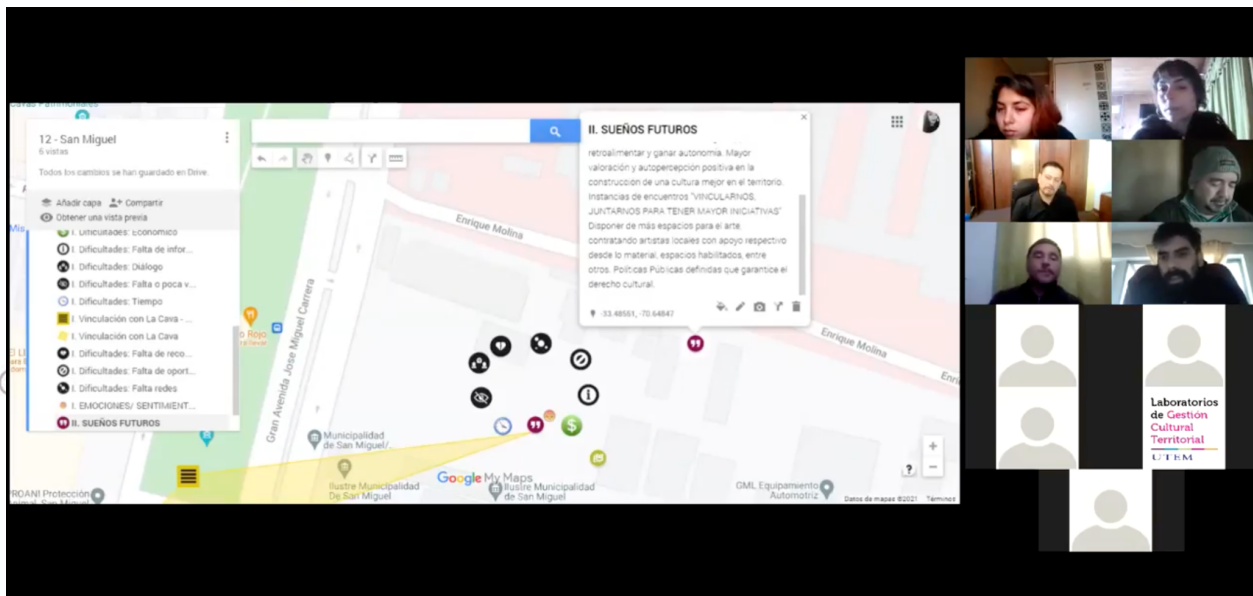 12 - San Miguel
6 vistas
Todos los cambios se han guardado en Drive.
Añadir capa Compartir
Obtener una vista previa
I. Dificultades: Económico
I. Dificultades: Falta de infor...
I. Dificultades: Diálogo
I. Dificultades: Falta o poca v...
I. Dificultades: Tiempo
I. Vinculación con La Cava - ...
I. Vinculación con La Cava
I. Dificultades: Falta de reco...
I. Dificultades: Falta de oport...
I. Dificultades: Falta redes
I. EMOCIONES/ SENTIMIENT...
II. SUEÑOS FUTUROS
II. SUEÑOS FUTUROS
retroalimentar y ganar autonomía. Mayor
valoración y autopercepción positiva en la
construcción de una cultura mejor en el territorio.
Instancias de encuentros "VINCULARNOS,
JUNTARNOS PARA TENER MAYOR INICIATIVAS"
Disponer de más espacios para el arte
contratando artistas locales con apoyo respectivo
desde lo material, espacios habilitados, entre
otros. Políticas Públicas definidas que garantice el
derecho cultural.
-33.48551, -70.64847
Enrique Molina
Enrique Molina
Enri
Gran Avenida Jose Miguel Carrera
o Rojo
Municipalidad
de San Miguel/..
Ilustre Municipalidad
De San Miguel
Google My Maps
Ilustre Municipalidad
de San Miguel
GML Equipamiento
Automotriz
PROANI Protección
Datos de mapas ©2021 Términos
Laboratorios
de Gestión
Cultural
Territorial
UTEM